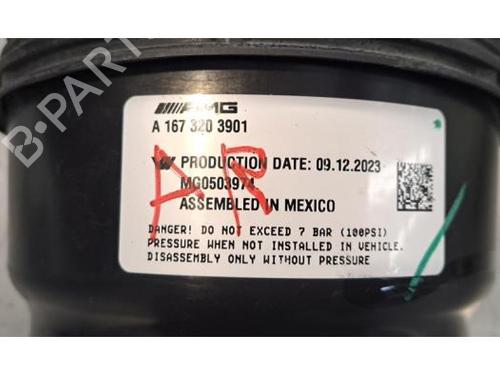 AMG
A 167 320 3901
PRODUCTION DATE: 09.12.2023
MG0503974
ASSEMBLED IN MEXICO
AR
DANGER! DO NOT EXCEED 7 BAR (100PSI)
PRESSURE WHEN NOT INSTALLED IN VEHICLE.
DISASSEMBLY ONLY WITHOUT PRESSURE
B-PARTS